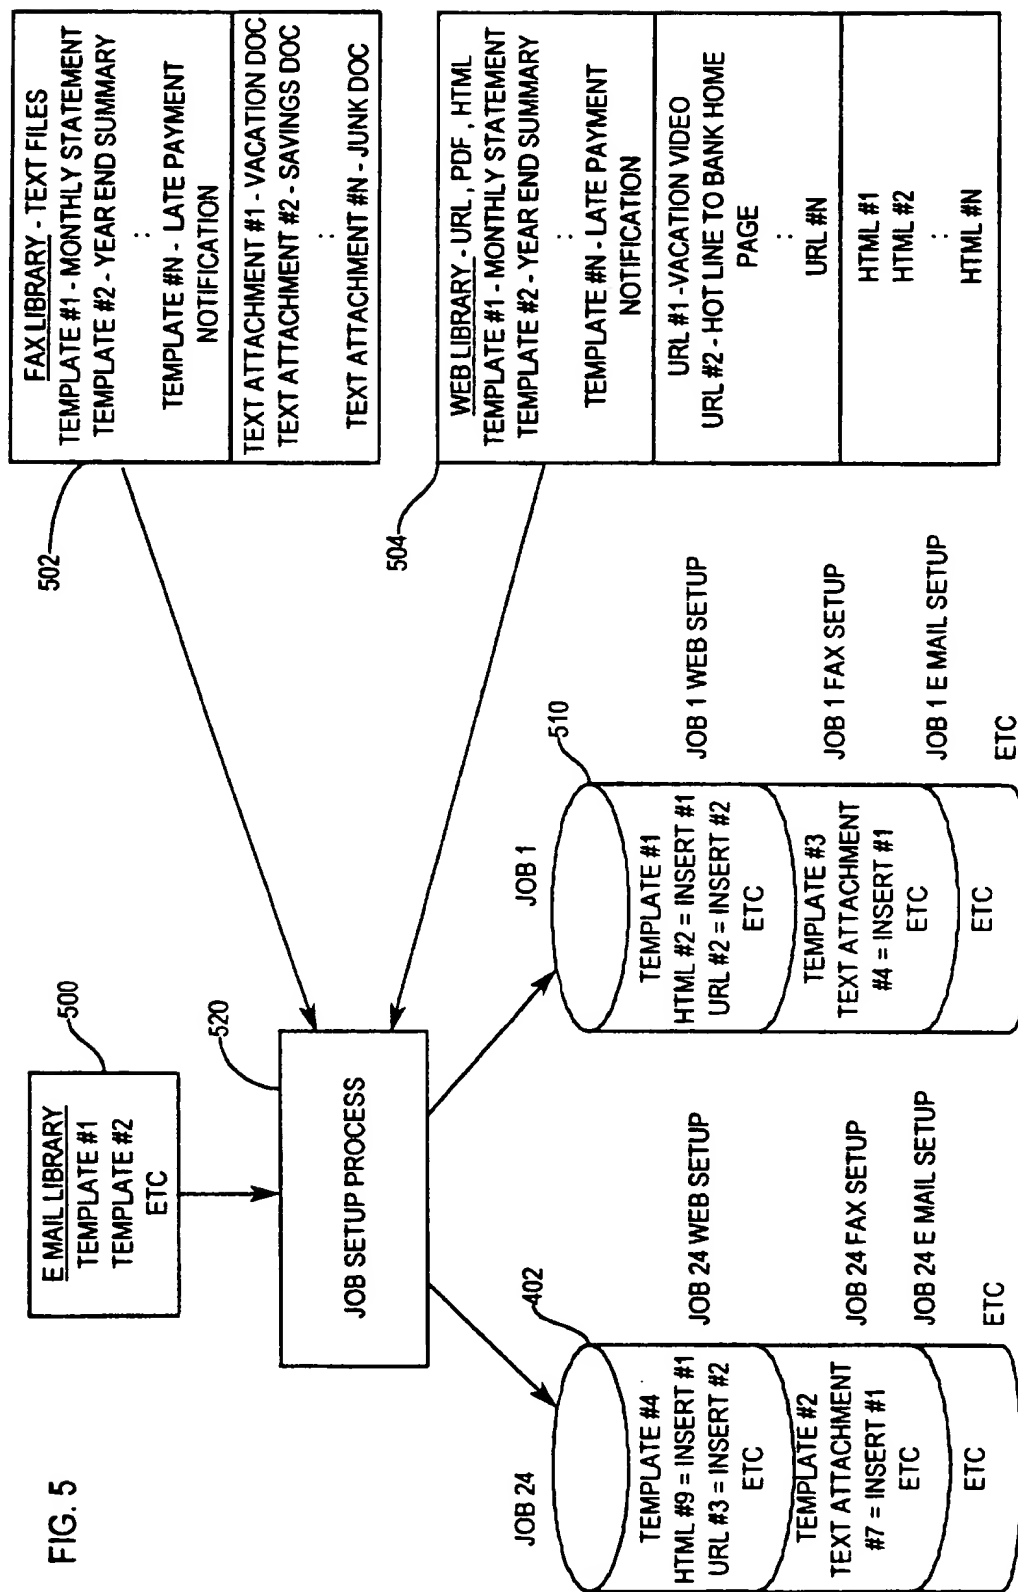 FIG. 5
E MAIL LIBRARY
TEMPLATE #1
TEMPLATE #2
ETC
500
520
JOB SETUP PROCESS
502
FAX LIBRARY - TEXT FILES
TEMPLATE #1 - MONTHLY STATEMENT
TEMPLATE #2 - YEAR END SUMMARY
:
TEMPLATE #N - LATE PAYMENT
NOTIFICATION
TEXT ATTACHMENT #1 - VACATION DOC
TEXT ATTACHMENT #2 - SAVINGS DOC
:
TEXT ATTACHMENT #N - JUNK DOC
504
WEB LIBRARY - URL, PDF, HTML
TEMPLATE #1 - MONTHLY STATEMENT
TEMPLATE #2 - YEAR END SUMMARY
:
TEMPLATE #N - LATE PAYMENT
NOTIFICATION
URL #1 -VACATION VIDEO
URL #2 - HOT LINE TO BANK HOME
PAGE
:
URL #N
HTML #1
HTML #2
:
HTML #N
JOB 24
402
TEMPLATE #4
HTML #9 = INSERT #1
URL #3 = INSERT #2
ETC
JOB 24 WEB SETUP
TEMPLATE #2
TEXT ATTACHMENT
#7 = INSERT #1
ETC
JOB 24 FAX SETUP
JOB 24 E MAIL SETUP
ETC
ETC
JOB 1
510
TEMPLATE #1
HTML #2 = INSERT #1
URL #2 = INSERT #2
ETC
JOB 1 WEB SETUP
TEMPLATE #3
TEXT ATTACHMENT
#4 = INSERT #1
ETC
JOB 1 FAX SETUP
JOB 1 E MAIL SETUP
ETC
ETC